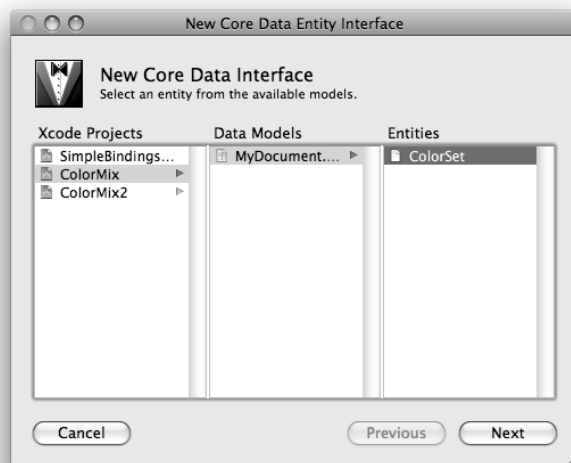 New Core Data Entity Interface
New Core Data Interface
Select an entity from the available models.
Xcode Projects Data Models Entities
SimpleBindings... MyDocument.... ColorSet
ColorMix
ColorMix2
Cancel Previous Next